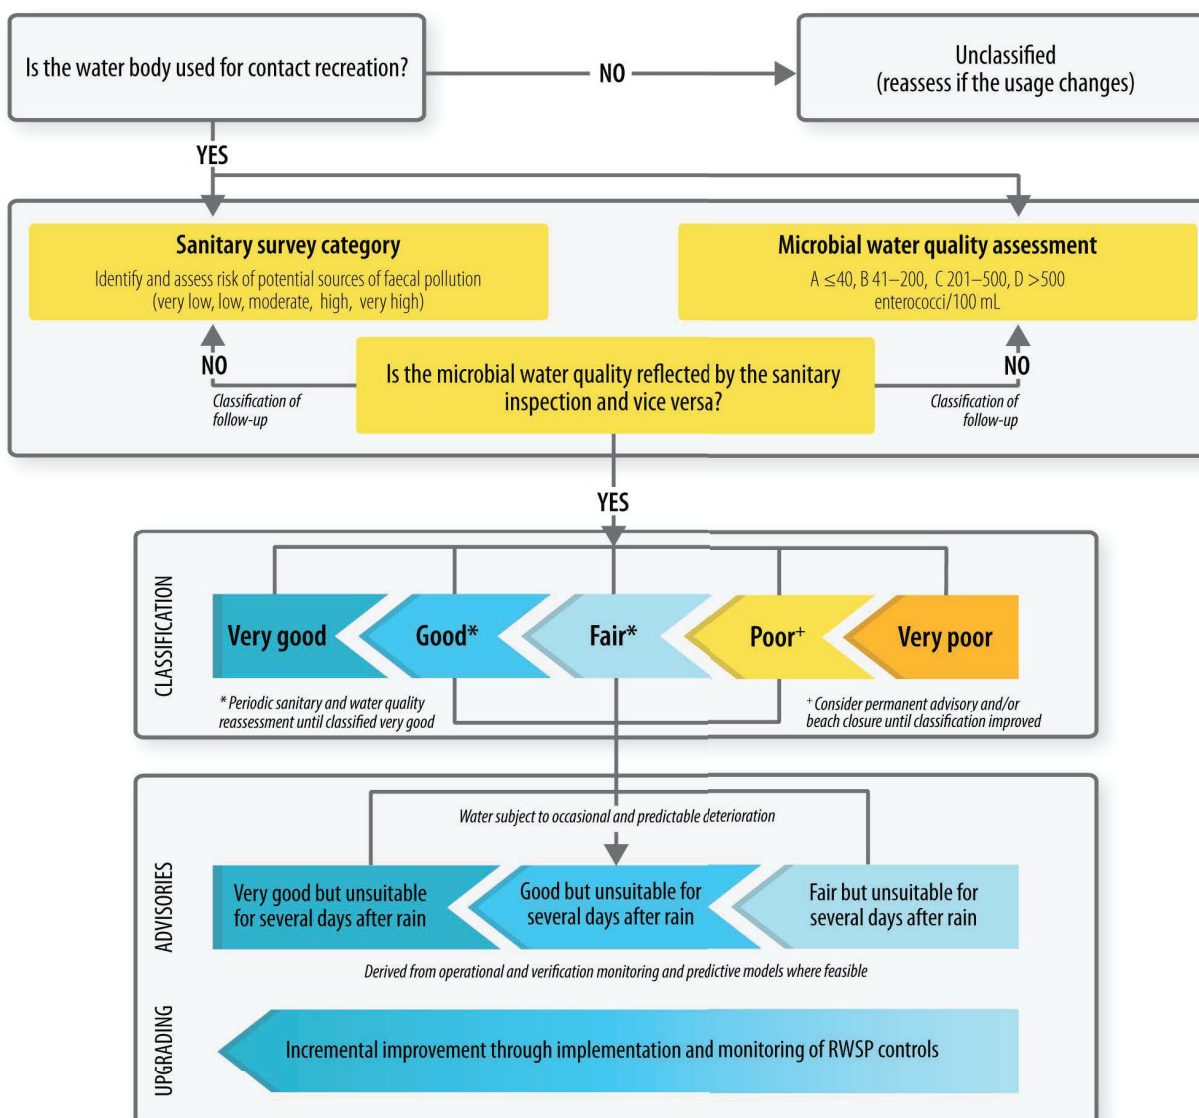 Is the water body used for contact recreation?
NO
Unclassified
(reassess if the usage changes)
YES
Sanitary survey category
Identify and assess risk of potential sources of faecal pollution
(very low, low, moderate, high, very high)
Microbial water quality assessment
A ≤40, B 41–200, C 201–500, D >500
enterococci/100 mL
NO
Classification of
follow-up
Is the microbial water quality reflected by the sanitary
inspection and vice versa?
NO
Classification of
follow-up
YES
CLASSIFICATION
Very good
Good*
Fair*
Poor+
Very poor
* Periodic sanitary and water quality
reassessment until classified very good
+ Consider permanent advisory and/or
beach closure until classification improved
Water subject to occasional and predictable deterioration
ADVISORIES
Very good but unsuitable
for several days after rain
Good but unsuitable for
several days after rain
Fair but unsuitable for
several days after rain
Derived from operational and verification monitoring and predictive models where feasible
UPGRADING
Incremental improvement through implementation and monitoring of RWSP controls